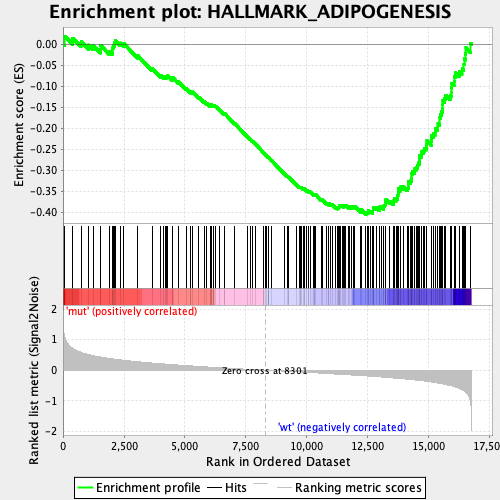 Enrichment plot: HALLMARK_ADIPOGENESIS
Enrichment score (ES)
0.00
-0.05
-0.10
-0.15
-0.20
-0.25
-0.30
-0.35
-0.40
'mut' (positively correlated)
Zero cross at 8301
'wt' (negatively correlated)
Ranked list metric (Signal2Noise)
2
1
0
-1
-2
0
2,500
5,000
7,500
10,000
12,500
15,000
17,50
Rank in Ordered Dataset
Enrichment profile
Hits
Ranking metric scores